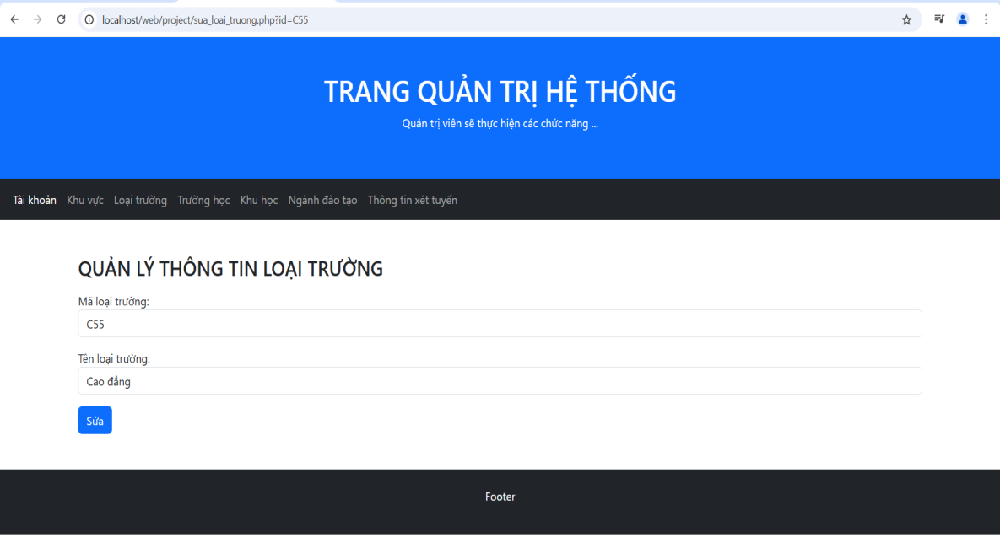 localhost/web/project/sua_loai_truong.php?id=C55
TRANG QUẢN TRỊ HỆ THỐNG
Quản trị viên sẽ thực hiện các chức năng ...
Tài khoản Khu vực Loại trường Trường học Khu học Ngành đào tạo Thông tin xét tuyển
QUẢN LÝ THÔNG TIN LOẠI TRƯỜNG
Mã loại trường:
C55
Tên loại trường:
Cao đẳng
Sửa
Footer